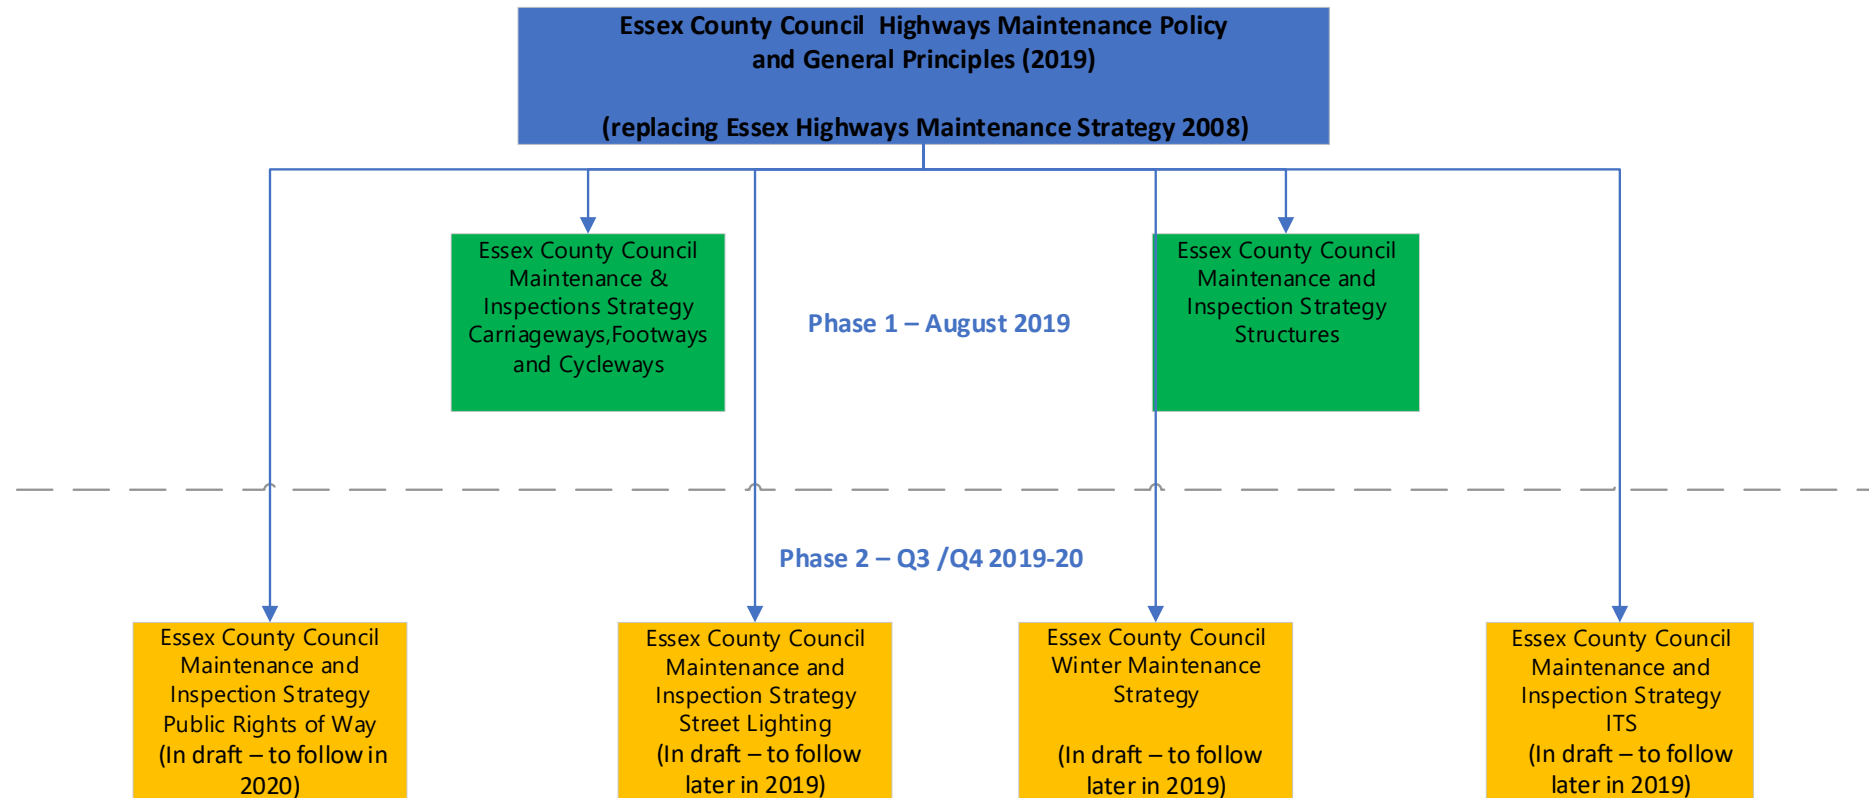 Essex County Council  Highways Maintenance Policy
and General Principles (2019)
(replacing Essex Highways Maintenance Strategy 2008)
Essex County Council
Maintenance &
Inspections Strategy
Carriageways,Footways
and Cycleways
Essex County Council
Maintenance and
Inspection Strategy
Structures
Phase 1 – August 2019
Phase 2 – Q3 /Q4 2019-20
Essex County Council
Maintenance and
Inspection Strategy
Public Rights of Way
(In draft – to follow in
2020)
Essex County Council
Maintenance and
Inspection Strategy
Street Lighting
(In draft – to follow
later in 2019)
Essex County Council
Winter Maintenance
Strategy
(In draft – to follow
later in 2019)
Essex County Council
Maintenance and
Inspection Strategy
ITS
(In draft – to follow
later in 2019)